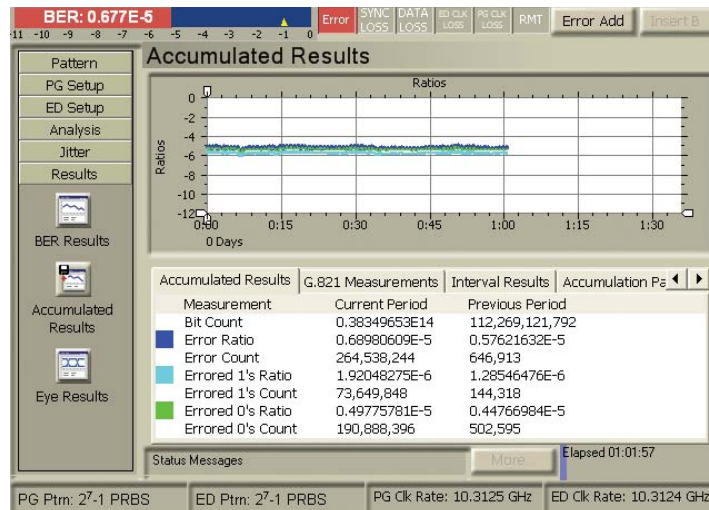 BER: 0.677E-5
-11 -10 -9 -8 -7 -6 -5 -4 -3 -2 -1 0
Error
SYNC LOSS
DATA LOSS
ED CLK LOSS
PG CLK LOSS
RMT
Error Add
Insert B
Pattern
PG Setup
ED Setup
Analysis
Jitter
Results
BER Results
Accumulated
Results
Eye Results
Accumulated Results
Ratios
Ratios
0
-2
-4
-6
-8
-10
-12
0:00 0:15 0:30 0:45 1:00 1:15 1:30
0 Days
Accumulated Results G.821 Measurements Interval Results Accumulation Pa
Measurement Current Period Previous Period
Bit Count 0.38349653E14 112,269,121,792
Error Ratio 0.68980609E-5 0.57621632E-5
Error Count 264,538,244 646,913
Errored 1's Ratio 1.92048275E-6 1.28546476E-6
Errored 1's Count 73,649,848 144,318
Errored 0's Ratio 0.49775781E-5 0.44766984E-5
Errored 0's Count 190,888,396 502,595
Status Messages
More...
Elapsed 01:01:57
PG Ptrn: 2^7-1 PRBS ED Ptrn: 2^7-1 PRBS PG Clk Rate: 10.3125 GHz ED Clk Rate: 10.3124 GHz